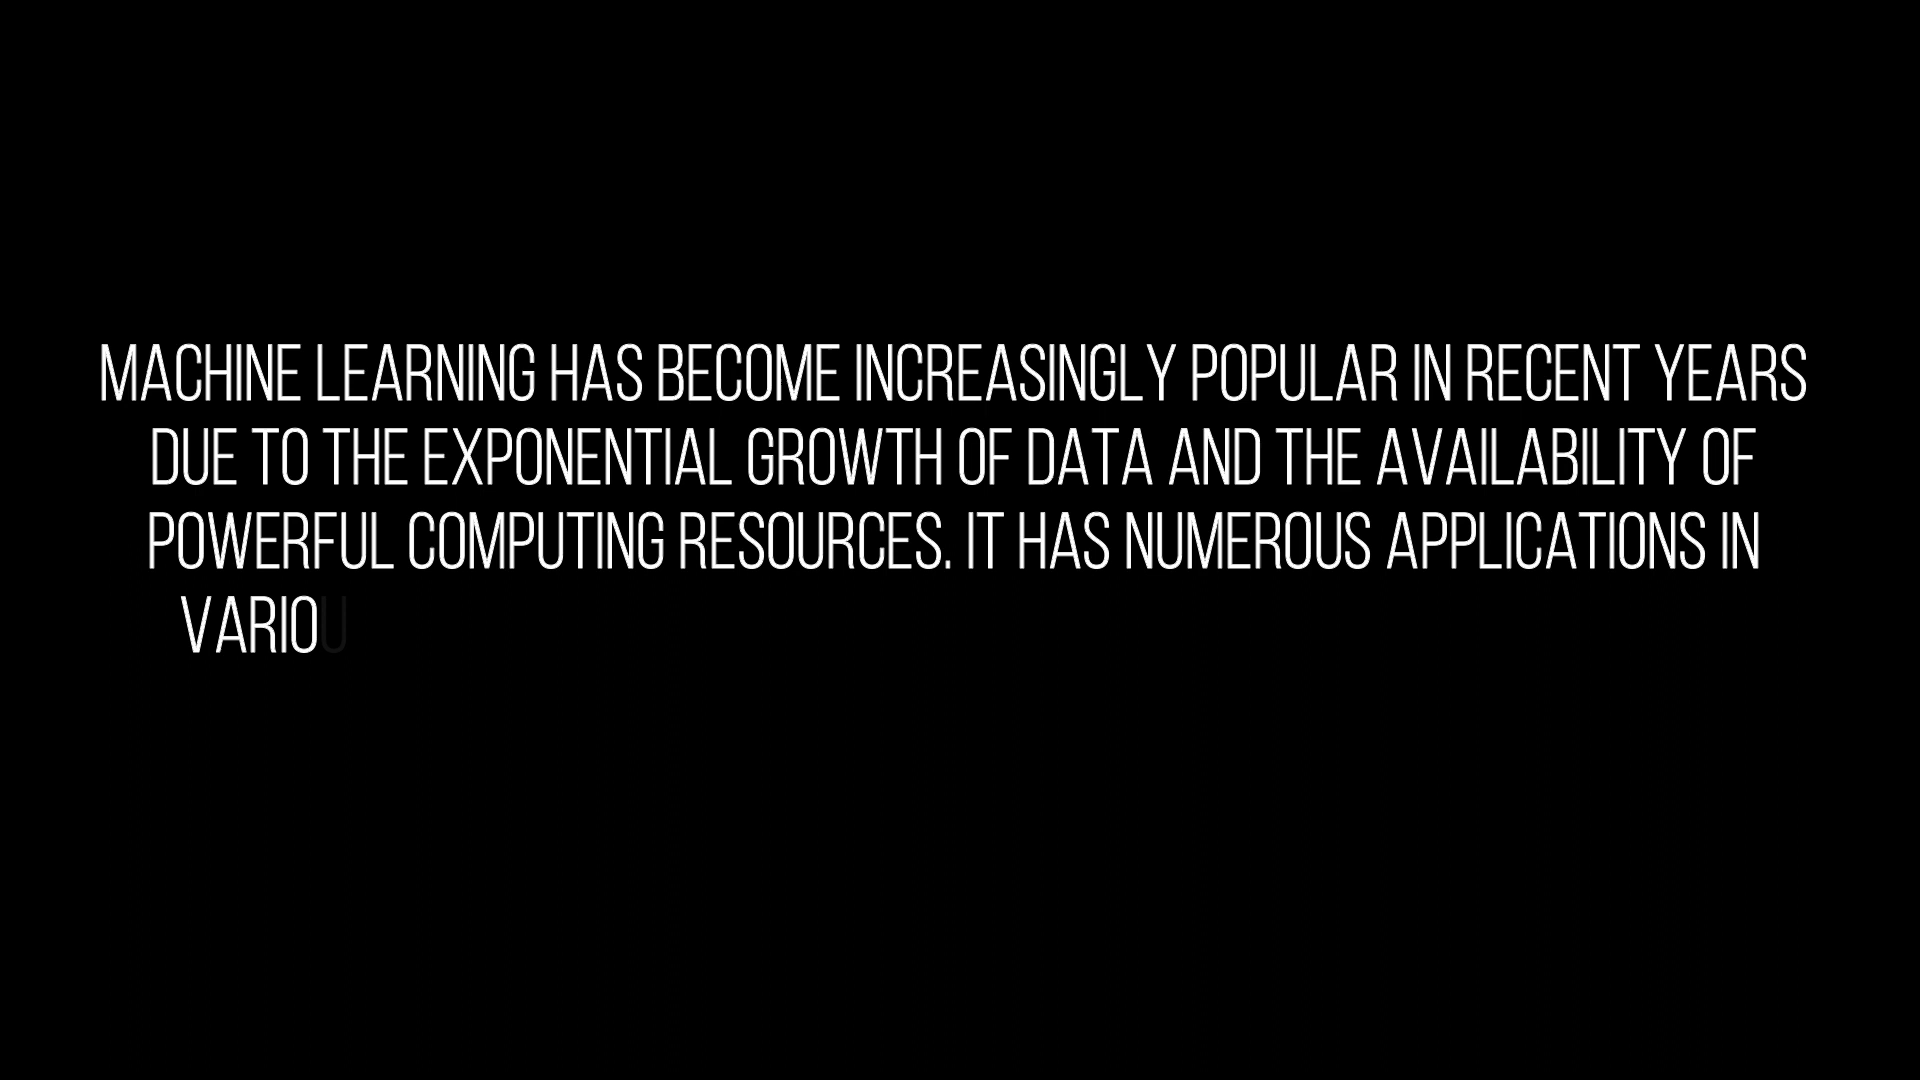 MACHINE LEARNING HAS BECOME INCREASINGLY POPULAR IN RECENT YEARS
DUE TO THE EXPONENTIAL GROWTH OF DATA AND THE AVAILABILITY OF
POWERFUL COMPUTING RESOURCES. IT HAS NUMEROUS APPLICATIONS IN
VARIOU